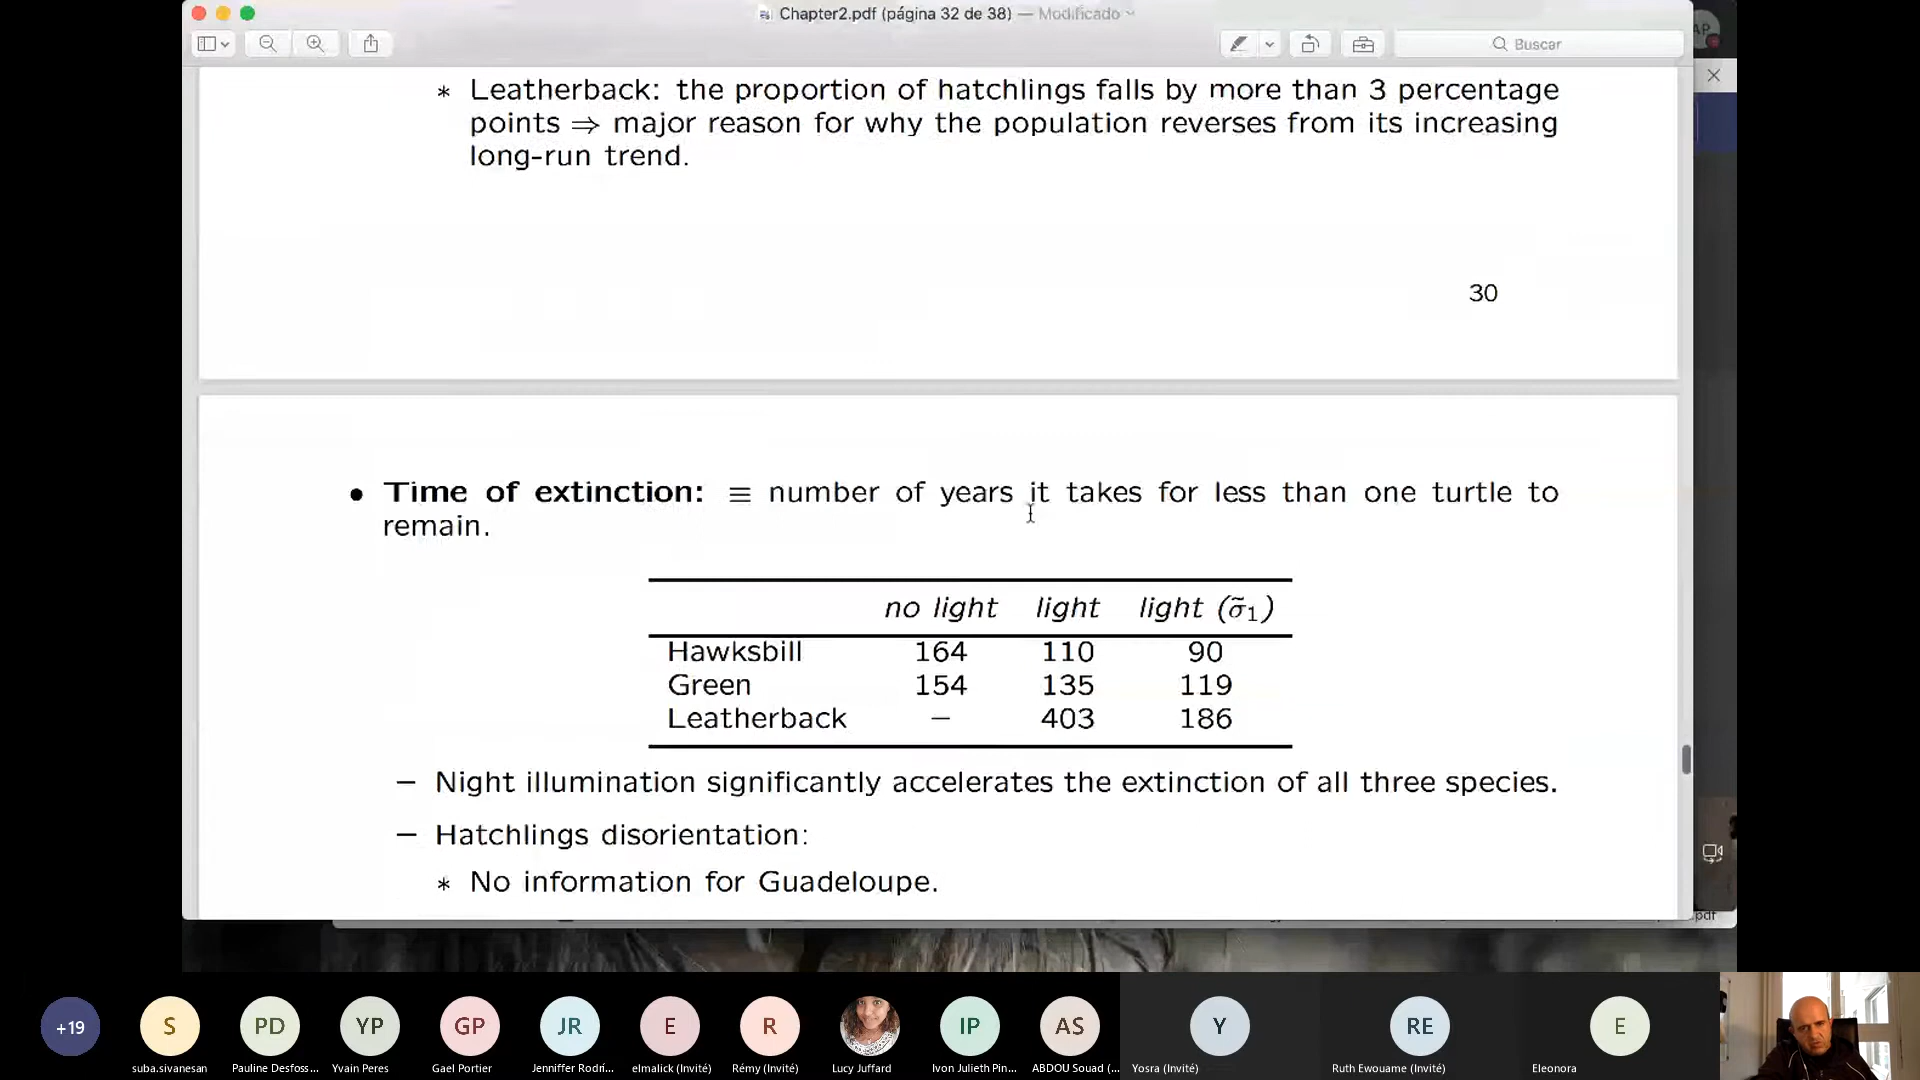 Chapter2.pdf (página 32 de 38) — Modificado
Buscar
AP
* Leatherback: the proportion of hatchlings falls by more than 3 percentage
points ⇒ major reason for why the population reverses from its increasing
long-run trend.
30
• Time of extinction: ≡ number of years it takes for less than one turtle to
remain.
no light light light (σ̃₁)
Hawksbill 164 110 90
Green 154 135 119
Leatherback — 403 186
— Night illumination significantly accelerates the extinction of all three species.
— Hatchlings disorientation:
* No information for Guadeloupe.
pdf
+19 S PD YP GP JR E R IP AS Y RE E
suba.sivanesan Pauline Desfoss... Yvain Peres Gael Portier Jenniffer Rodrí... elmalick (Invité) Rémy (Invité) Lucy Juffard Ivon Julieth Pin... ABDOU Souad (... Yosra (Invité) Ruth Ewouame (Invité) Eleonora